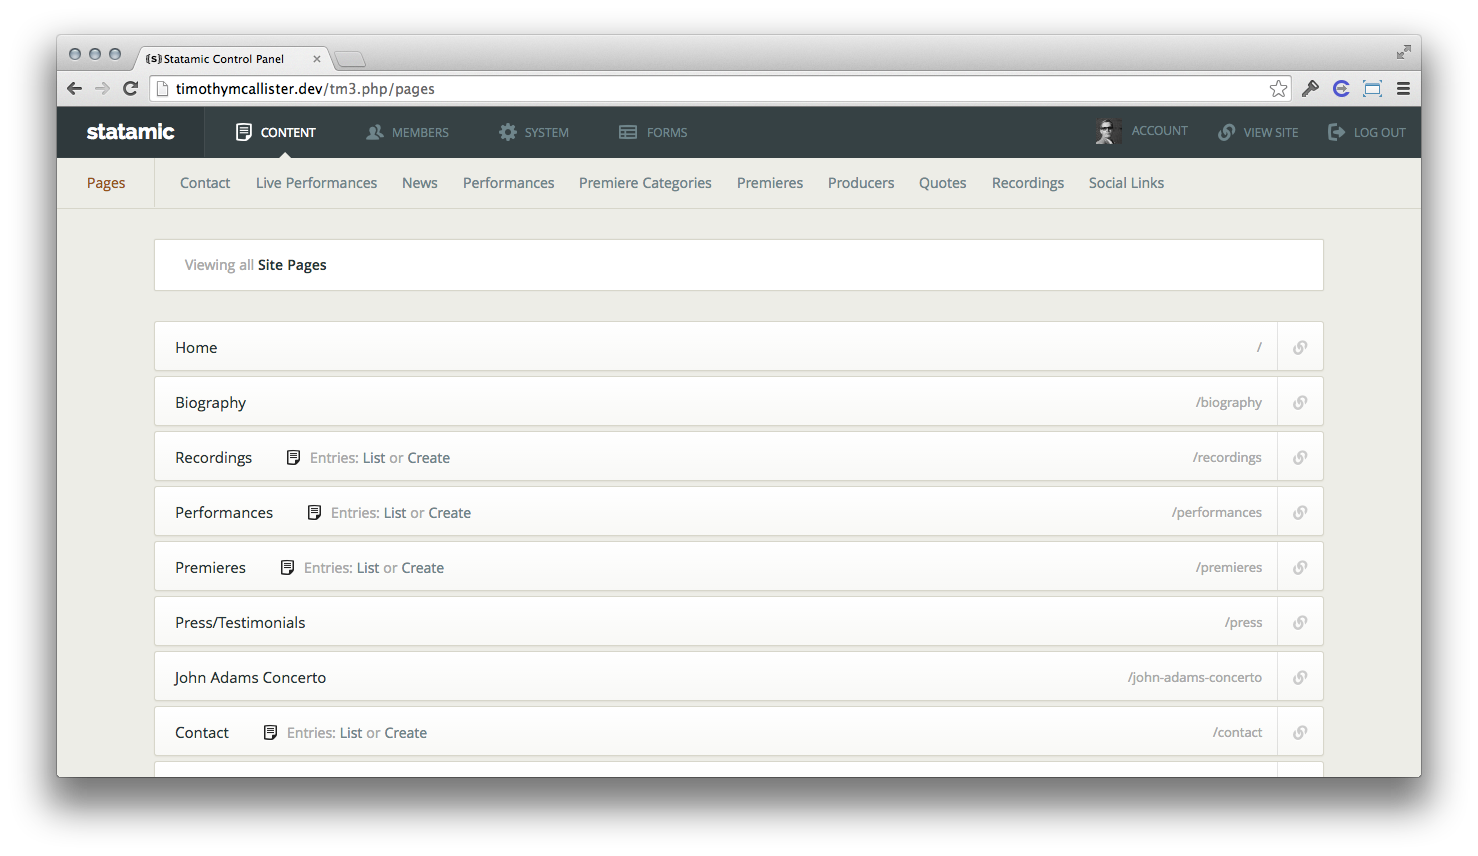 {s} Statamic Control Panel
timothymcallister.dev/tm3.php/pages
statamic CONTENT MEMBERS SYSTEM FORMS ACCOUNT VIEW SITE LOG OUT
Pages Contact Live Performances News Performances Premiere Categories Premieres Producers Quotes Recordings Social Links
Viewing all Site Pages
Home /
Biography /biography
Recordings Entries: List or Create /recordings
Performances Entries: List or Create /performances
Premieres Entries: List or Create /premieres
Press/Testimonials /press
John Adams Concerto /john-adams-concerto
Contact Entries: List or Create /contact